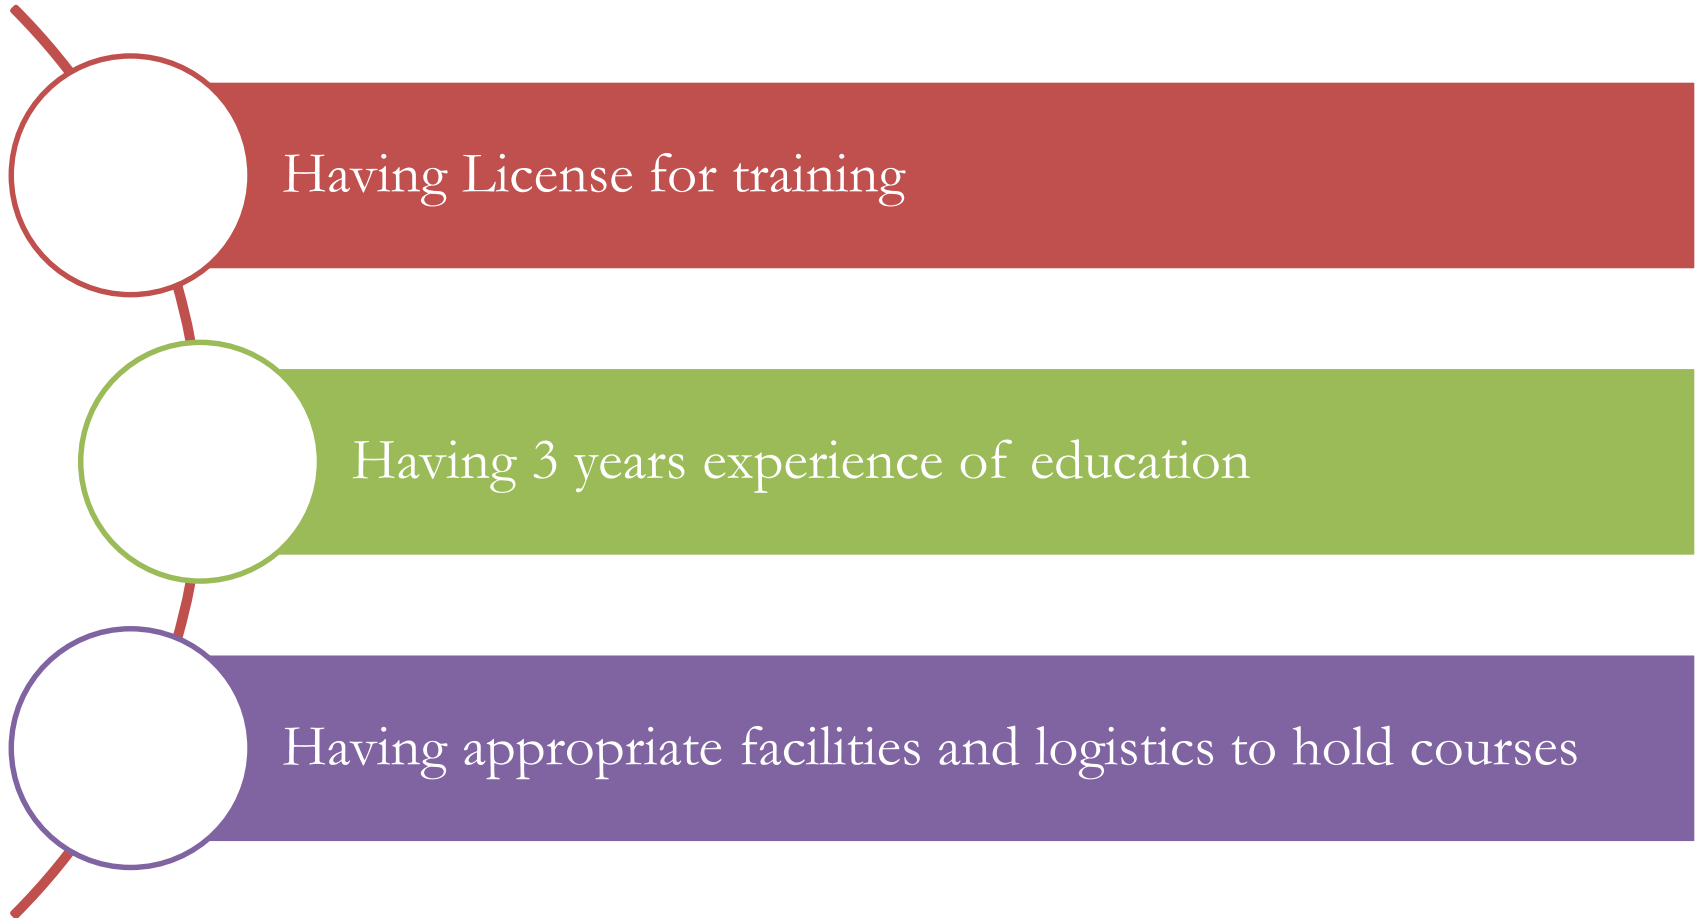 Having License for training
Having 3 years experience of education
Having appropriate facilities and logistics to hold courses